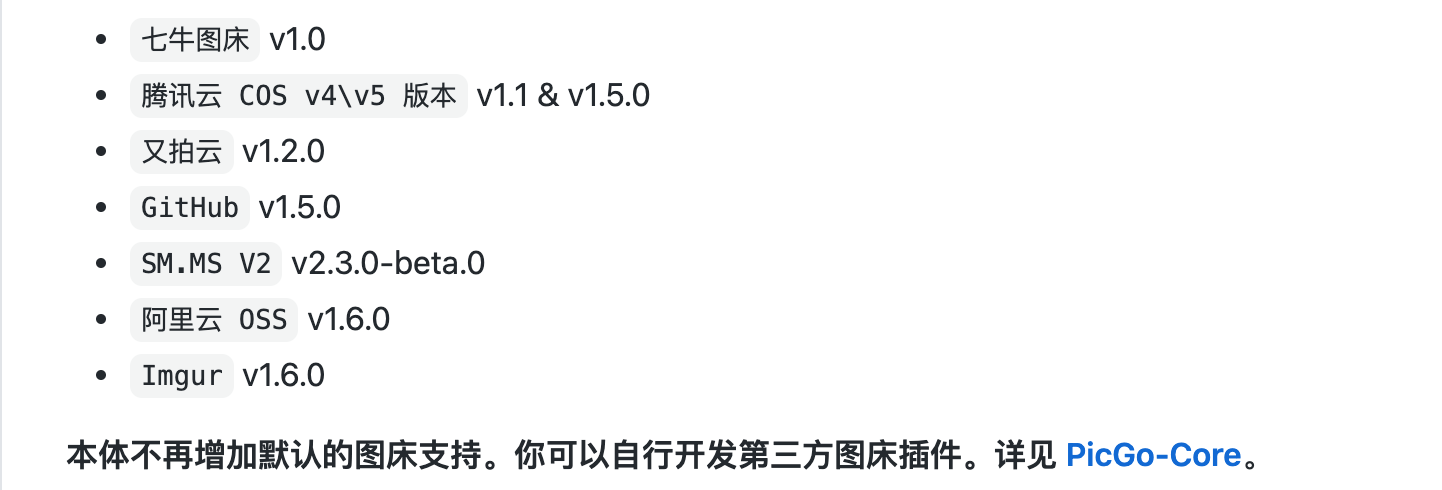 七牛图床 v1.0
腾讯云 COS v4\v5 版本 v1.1 & v1.5.0
又拍云 v1.2.0
GitHub v1.5.0
SM.MS V2 v2.3.0-beta.0
阿里云 OSS v1.6.0
Imgur v1.6.0
本体不再增加默认的图床支持。你可以自行开发第三方图床插件。详见 PicGo-Core。